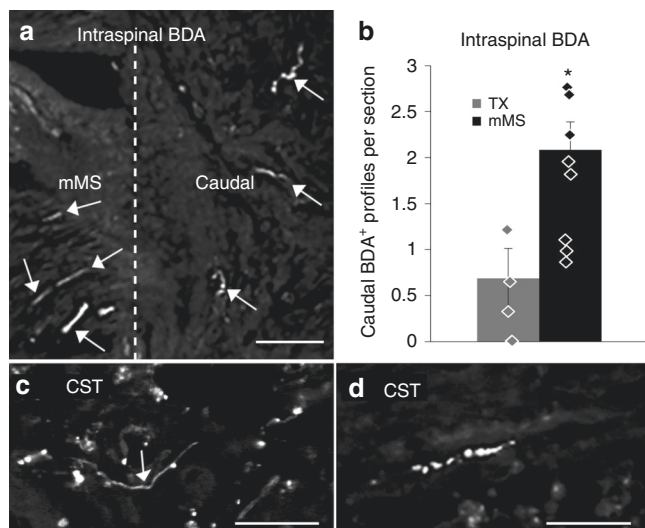 a
Intraspinal BDA
mMS
Caudal
b
Intraspinal BDA
Caudal BDA⁺ profiles per section
3
2.5
2
1.5
1
0.5
0
TX
mMS
*
c
CST
d
CST